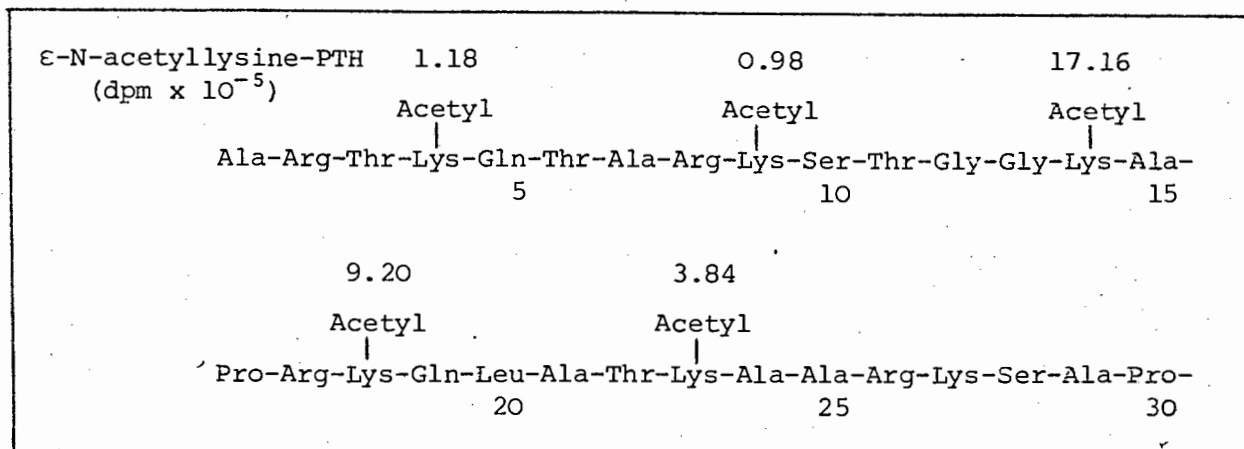 ε-N-acetyllysine-PTH 1.18 0.98 17.16
(dpm x 10⁻⁵)
Acetyl Acetyl Acetyl
Ala-Arg-Thr-Lys-Gln-Thr-Ala-Arg-Lys-Ser-Thr-Gly-Gly-Lys-Ala-
5 10 15
9.20 3.84
Acetyl Acetyl
Pro-Arg-Lys-Gln-Leu-Ala-Thr-Lys-Ala-Ala-Arg-Lys-Ser-Ala-Pro-
20 25 30